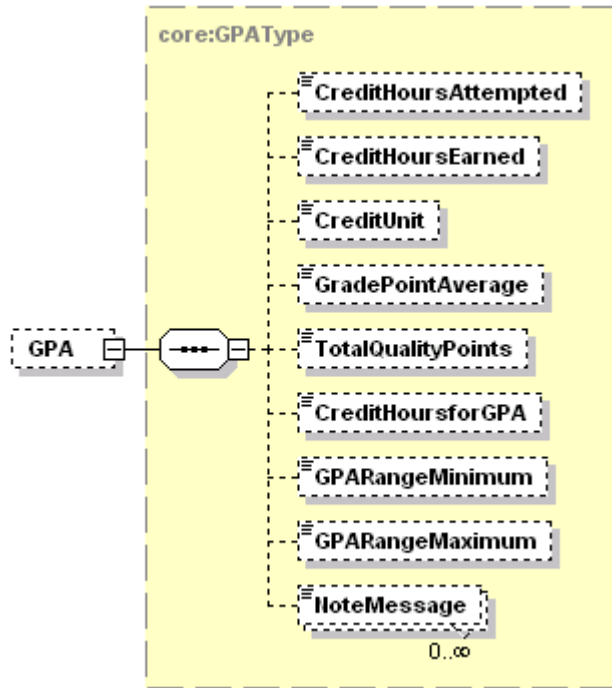 core:GPAType
CreditHoursAttempted
CreditHoursEarned
CreditUnit
GradePointAverage
GPA
TotalQualityPoints
CreditHoursforGPA
GPARangeMinimum
GPARangeMaximum
NoteMessage
0..∞